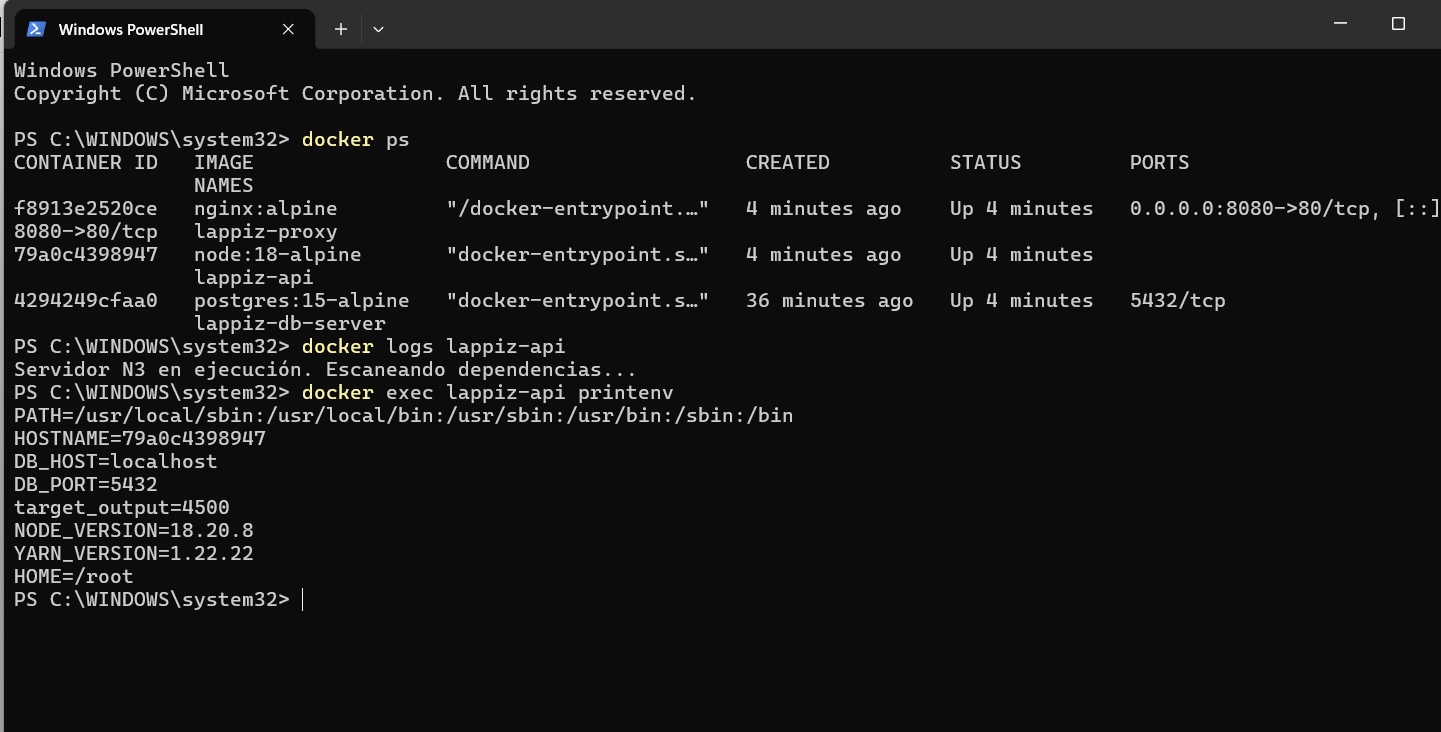 Windows PowerShell
Windows PowerShell
Copyright (C) Microsoft Corporation. All rights reserved.
PS C:\WINDOWS\system32> docker ps
CONTAINER ID   IMAGE                COMMAND                  CREATED          STATUS         PORTS
               NAMES
f8913e2520ce   nginx:alpine         "/docker-entrypoint.…"   4 minutes ago    Up 4 minutes   0.0.0.0:8080->80/tcp, [::]
8080->80/tcp   lappiz-proxy
79a0c4398947   node:18-alpine       "docker-entrypoint.s…"   4 minutes ago    Up 4 minutes
               lappiz-api
4294249cfaa0   postgres:15-alpine   "docker-entrypoint.s…"   36 minutes ago   Up 4 minutes   5432/tcp
               lappiz-db-server
PS C:\WINDOWS\system32> docker logs lappiz-api
Servidor N3 en ejecución. Escaneando dependencias...
PS C:\WINDOWS\system32> docker exec lappiz-api printenv
PATH=/usr/local/sbin:/usr/local/bin:/usr/sbin:/usr/bin:/sbin:/bin
HOSTNAME=79a0c4398947
DB_HOST=localhost
DB_PORT=5432
target_output=4500
NODE_VERSION=18.20.8
YARN_VERSION=1.22.22
HOME=/root
PS C:\WINDOWS\system32>